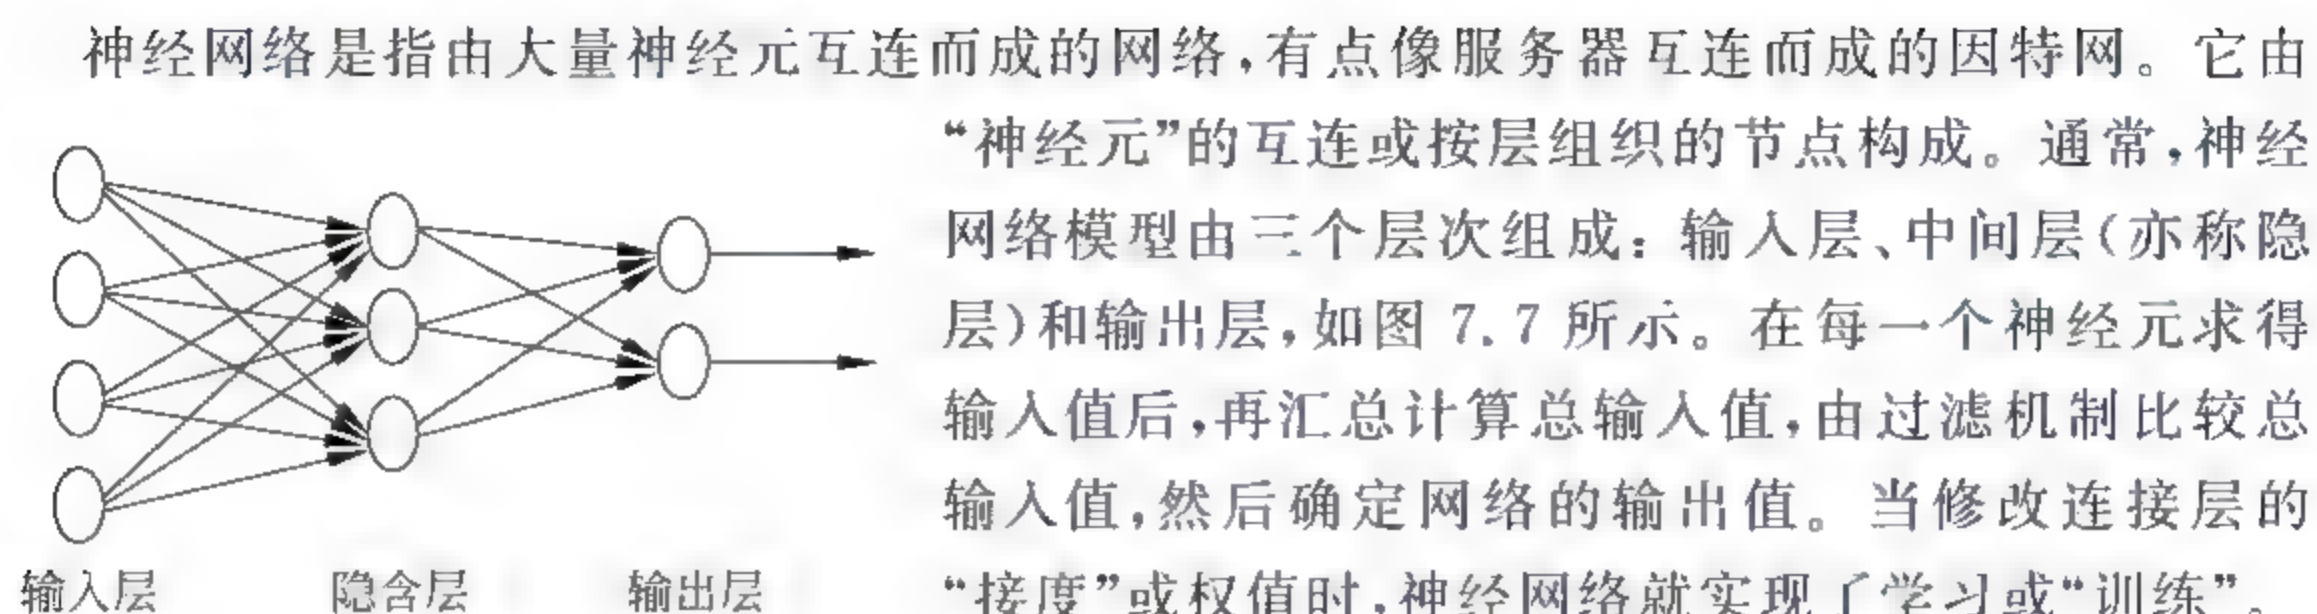 神经网络是指由大量神经元互连而成的网络,有点像服务器互连而成的因特网。它由
“神经元”的互连或按层组织的节点构成。通常,神经
网络模型由三个层次组成:输入层、中间层(亦称隐
层)和输出层,如图 7.7 所示。在每一个神经元求得
输入值后,再汇总计算总输入值,由过滤机制比较总
输入值,然后确定网络的输出值。当修改连接层的
“接度”或权值时,神经网络就实现了学习或“训练”。
输入层 隐含层 输出层